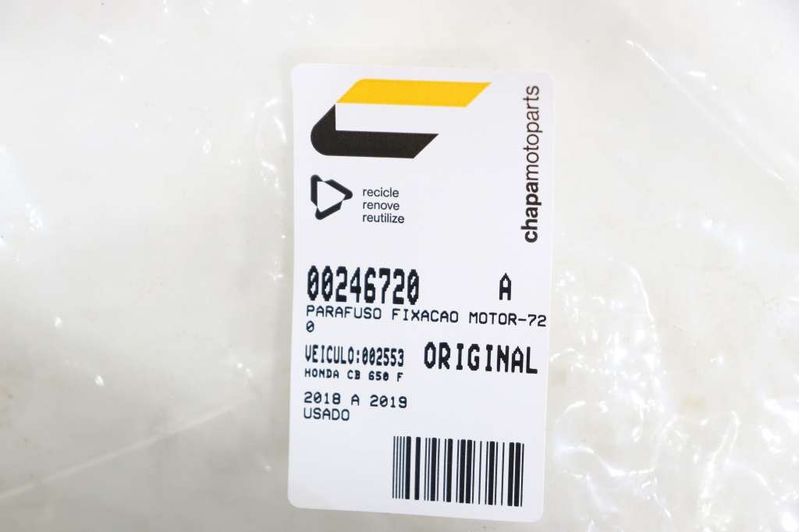 chapamotoparts
recicle
renove
reutilize
00246720 A
PARAFUSO FIXACAO MOTOR-72
0
VEICULO:002553 ORIGINAL
HONDA CB 650 F
2018 A 2019
USADO